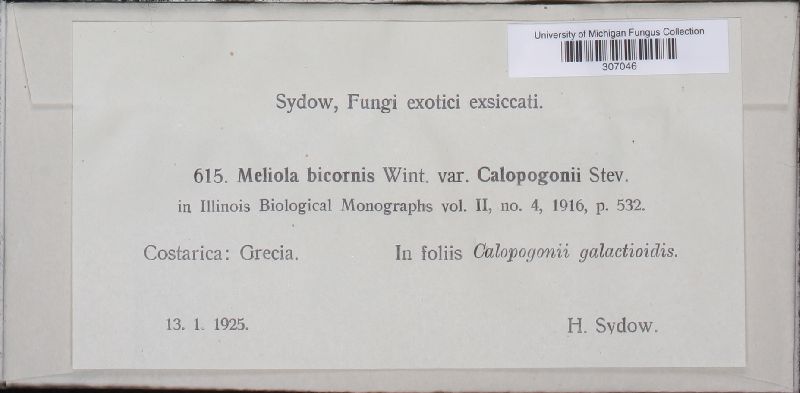 University of Michigan Fungus Collection
307046
Sydow, Fungi exotici exsiccati.
615. Meliola bicornis Wint. var. Calopogonii Stev.
in Illinois Biological Monographs vol. II, no. 4, 1916, p. 532.
Costarica: Grecia. In foliis Calopogonii galactioidis.
13. 1. 1925. H. Sydow.